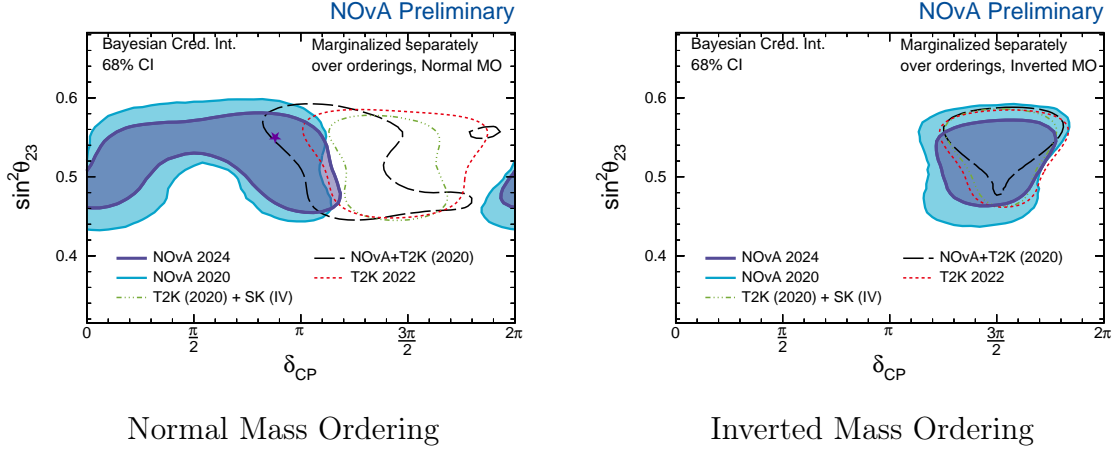 NOvA Preliminary
Bayesian Cred. Int.
68% CI
Marginalized separately
over orderings, Normal MO
0.6
0.5
0.4
sin²θ₂₃
NOvA 2024
NOvA 2020
T2K (2020) + SK (IV)
NOvA+T2K (2020)
T2K 2022
0 π/2 π 3π/2 2π
δCP
Normal Mass Ordering
NOvA Preliminary
Bayesian Cred. Int.
68% CI
Marginalized separately
over orderings, Inverted MO
0.6
0.5
0.4
sin²θ₂₃
NOvA 2024
NOvA 2020
T2K (2020) + SK (IV)
NOvA+T2K (2020)
T2K 2022
0 π/2 π 3π/2 2π
δCP
Inverted Mass Ordering